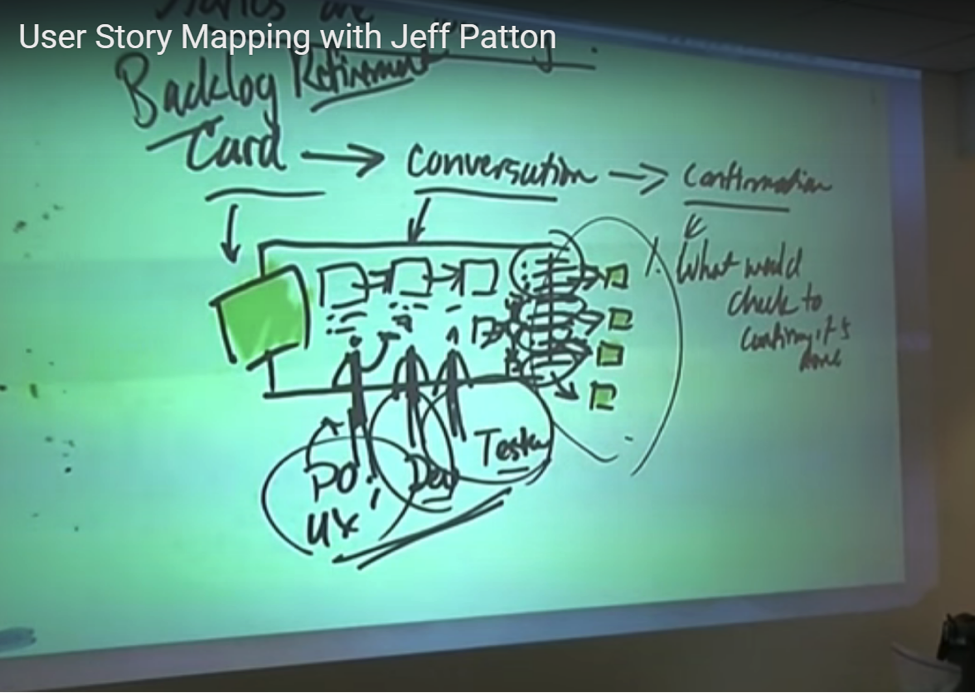 Stories are
User Story Mapping with Jeff Patton
Backlog Refinement
Card → Conversation → Confirmation
1. What would
check to
confirm it's
done
Tester
PO Dev
UX